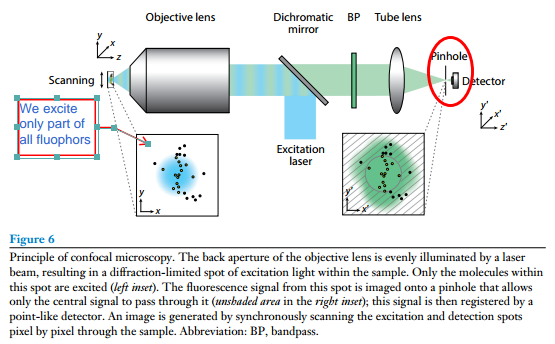 Objective lens
Dichromatic
mirror
BP
Tube lens
y
x
z
Pinhole
Scanning
Detector
We excite
only part of
all fluophors
y'
x'
z'
Excitation
laser
y
x
y'
x'
Figure 6
Principle of confocal microscopy. The back aperture of the objective lens is evenly illuminated by a laser
beam, resulting in a diffraction-limited spot of excitation light within the sample. Only the molecules within
this spot are excited (left inset). The fluorescence signal from this spot is imaged onto a pinhole that allows
only the central signal to pass through it (unshaded area in the right inset); this signal is then registered by a
point-like detector. An image is generated by synchronously scanning the excitation and detection spots
pixel by pixel through the sample. Abbreviation: BP, bandpass.